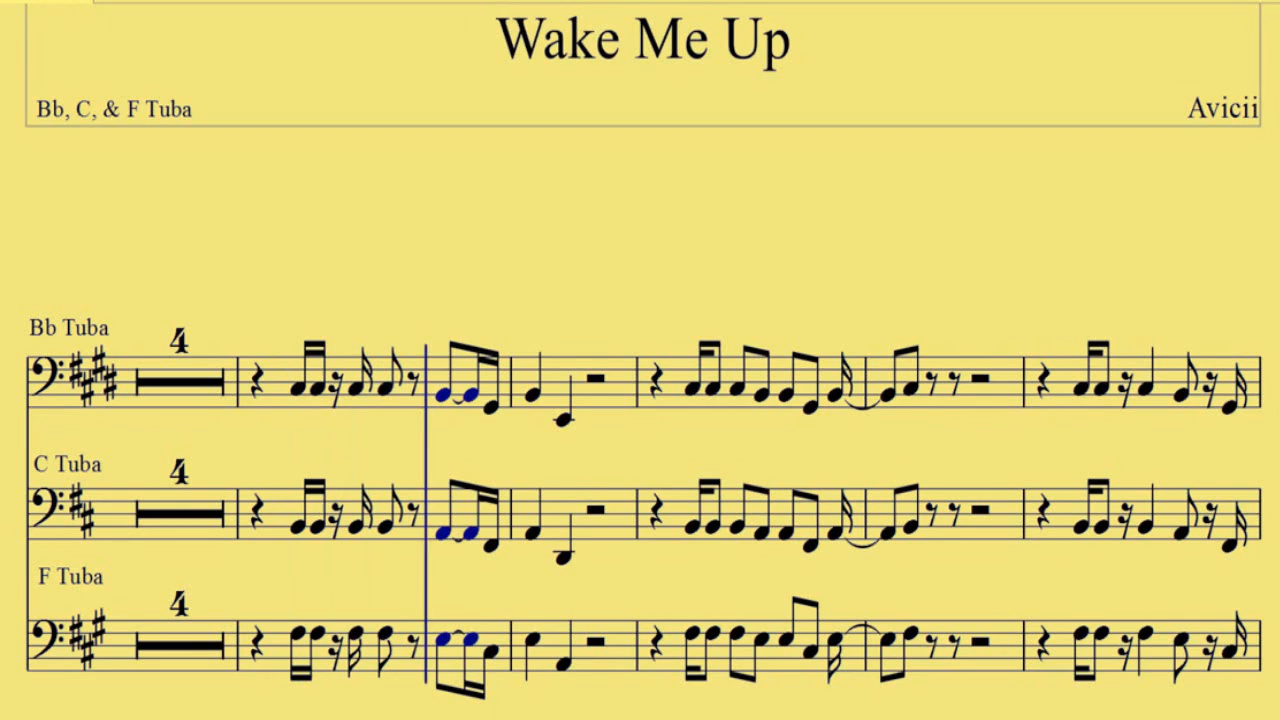 Wake Me Up
Bb, C, & F Tuba
Avicii
Bb Tuba
4
C Tuba
4
F Tuba
4